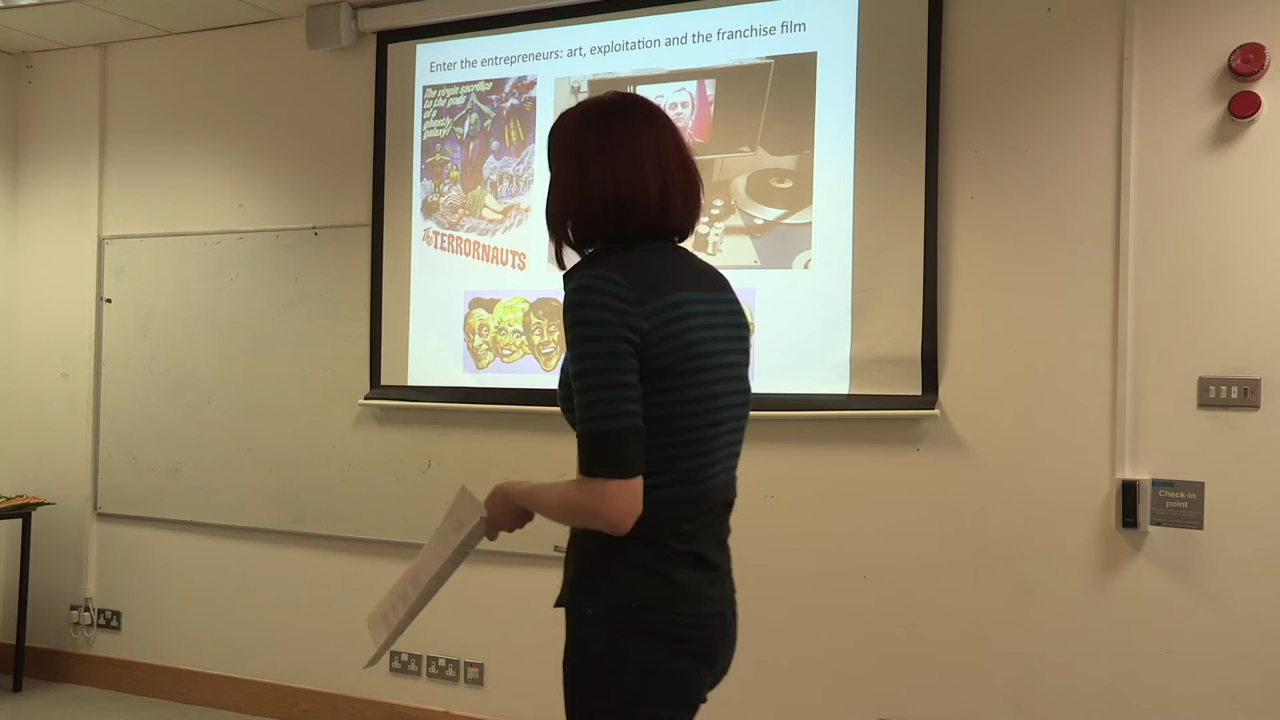 Enter the entrepreneurs: art, exploitation and the franchise film
The virgin sacrifice
to the gods
of a
ghastly
galaxy!
The TERRORNAUTS
Check-in
point